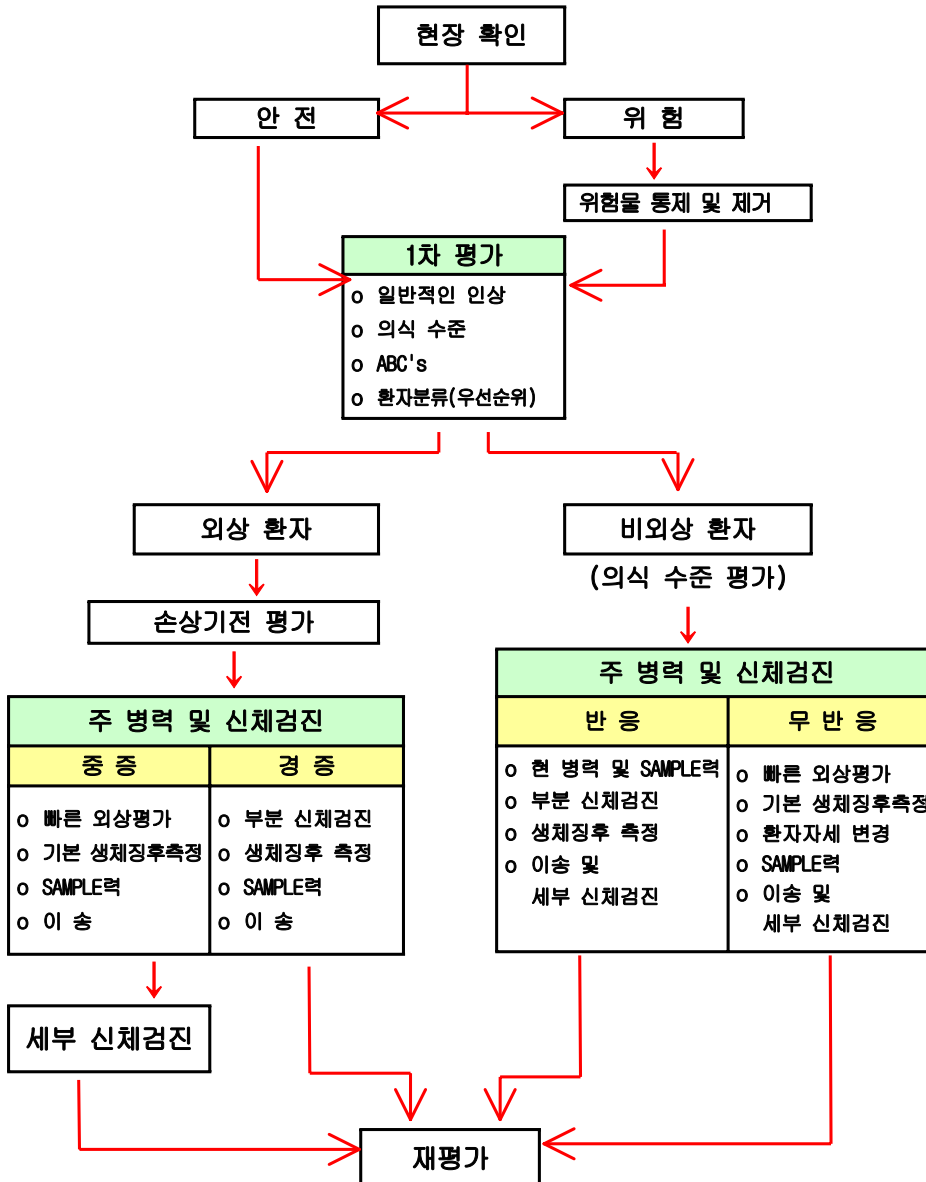 현장 확인
안 전
위 험
위험물 통제 및 제거
1차 평가
o 일반적인 인상
o 의식 수준
o ABC's
o 환자분류(우선순위)
외상 환자
비외상 환자
(의식 수준 평가)
손상기전 평가
주 병력 및 신체검진
중 증
경 증
o 빠른 외상평가
o 기본 생체징후측정
o SAMPLE력
o 이 송
o 부분 신체검진
o 생체징후 측정
o SAMPLE력
o 이 송
주 병력 및 신체검진
반 응
무 반 응
o 현 병력 및 SAMPLE력
o 부분 신체검진
o 생체징후 측정
o 이송 및
세부 신체검진
o 빠른 외상평가
o 기본 생체징후측정
o 환자자세 변경
o SAMPLE력
o 이송 및
세부 신체검진
세부 신체검진
재평가